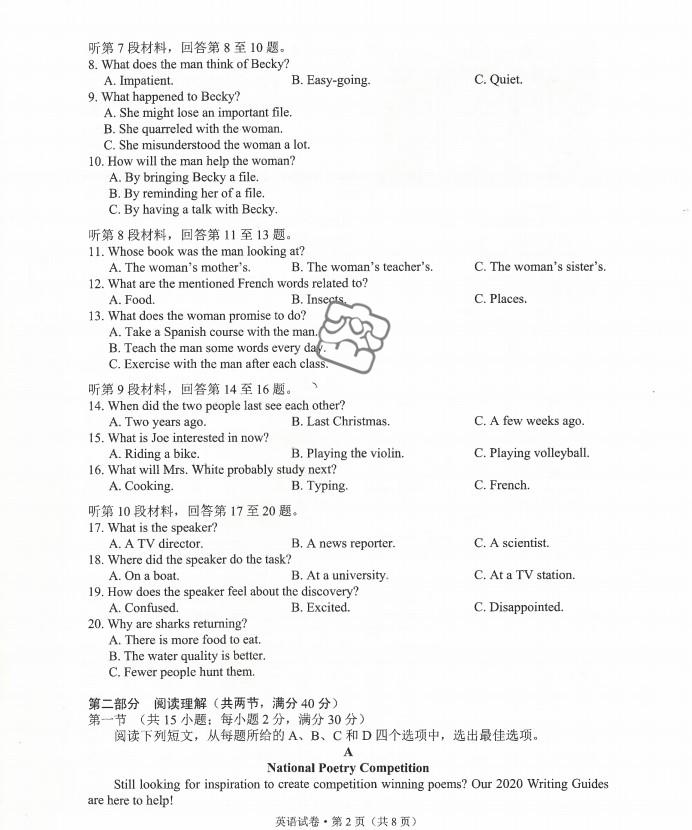 听第 7 段材料，回答第 8 至 10 题。
8. What does the man think of Becky?
A. Impatient. B. Easy-going. C. Quiet.
9. What happened to Becky?
A. She might lose an important file.
B. She quarreled with the woman.
C. She misunderstood the woman a lot.
10. How will the man help the woman?
A. By bringing Becky a file.
B. By reminding her of a file.
C. By having a talk with Becky.
听第 8 段材料，回答第 11 至 13 题。
11. Whose book was the man looking at?
A. The woman's mother's. B. The woman's teacher's. C. The woman's sister's.
12. What are the mentioned French words related to?
A. Food. B. Insects. C. Places.
13. What does the woman promise to do?
A. Take a Spanish course with the man.
B. Teach the man some words every day.
C. Exercise with the man after each class.
听第 9 段材料，回答第 14 至 16 题。
14. When did the two people last see each other?
A. Two years ago. B. Last Christmas. C. A few weeks ago.
15. What is Joe interested in now?
A. Riding a bike. B. Playing the violin. C. Playing volleyball.
16. What will Mrs. White probably study next?
A. Cooking. B. Typing. C. French.
听第 10 段材料，回答第 17 至 20 题。
17. What is the speaker?
A. A TV director. B. A news reporter. C. A scientist.
18. Where did the speaker do the task?
A. On a boat. B. At a university. C. At a TV station.
19. How does the speaker feel about the discovery?
A. Confused. B. Excited. C. Disappointed.
20. Why are sharks returning?
A. There is more food to eat.
B. The water quality is better.
C. Fewer people hunt them.
第二部分 阅读理解（共两节，满分 40 分）
第一节 （共 15 小题；每小题 2 分，满分 30 分）
阅读下列短文，从每题所给的 A、B、C 和 D 四个选项中，选出最佳选项。
A
National Poetry Competition
Still looking for inspiration to create competition winning poems? Our 2020 Writing Guides
are here to help!
英语试卷·第 2 页（共 8 页）